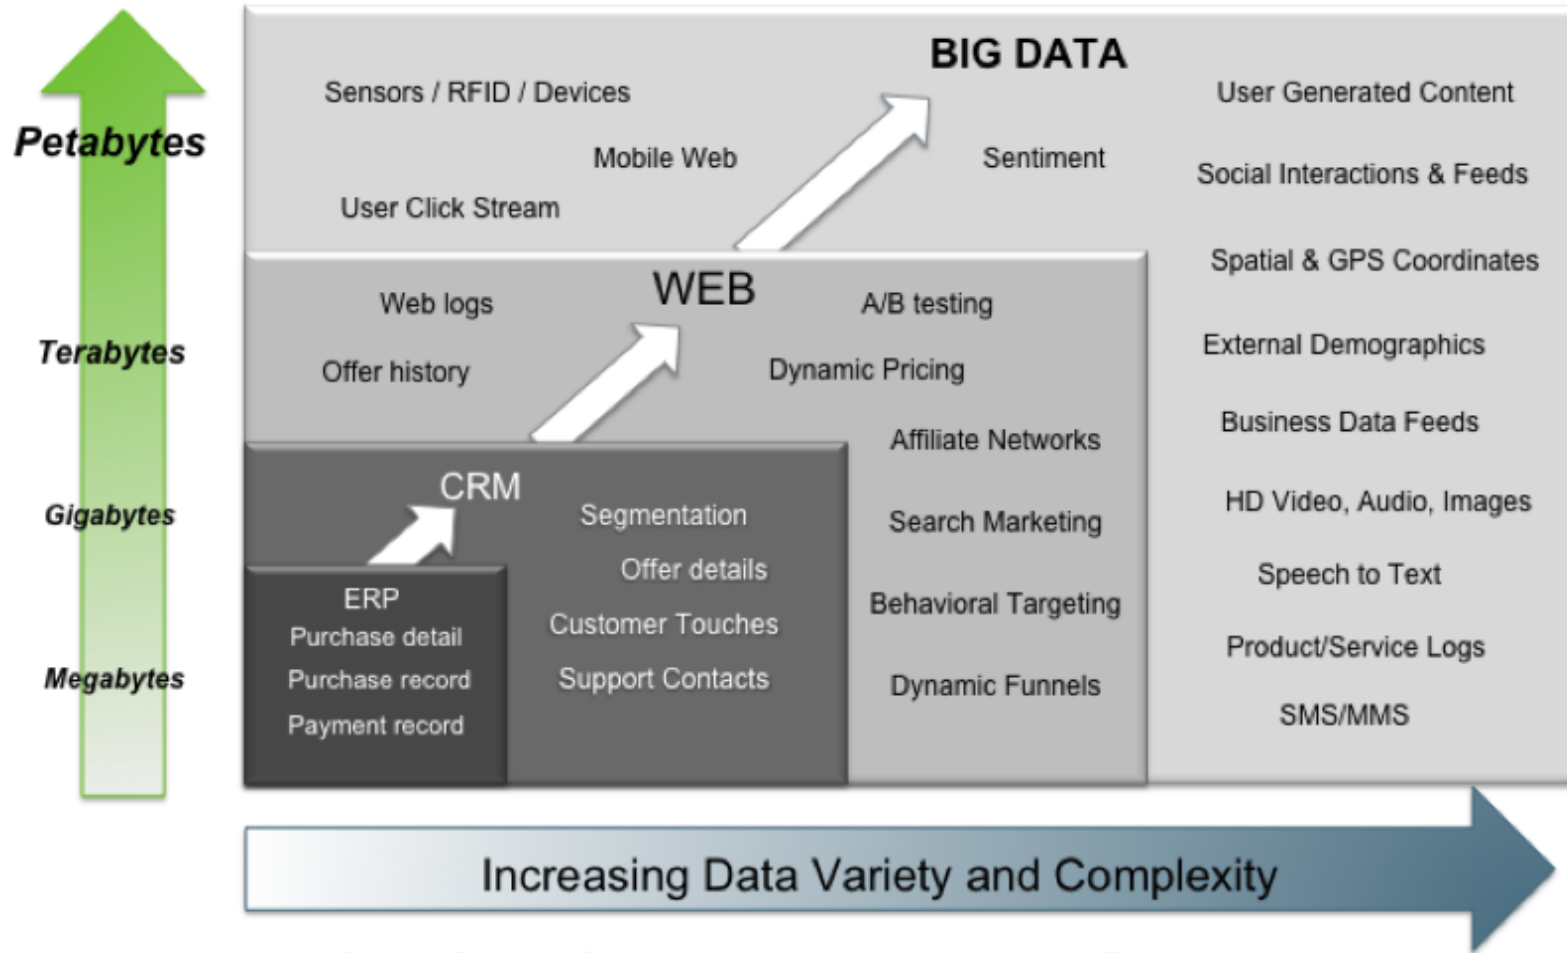 BIG DATA
Sensors / RFID / Devices
User Generated Content
Petabytes
Mobile Web
Sentiment
Social Interactions & Feeds
User Click Stream
Spatial & GPS Coordinates
WEB
Web logs
A/B testing
Terabytes
External Demographics
Offer history
Dynamic Pricing
Business Data Feeds
Affiliate Networks
CRM
HD Video, Audio, Images
Gigabytes
Segmentation
Search Marketing
Offer details
Speech to Text
ERP
Behavioral Targeting
Customer Touches
Purchase detail
Product/Service Logs
Megabytes
Purchase record
Support Contacts
Dynamic Funnels
SMS/MMS
Payment record
Increasing Data Variety and Complexity